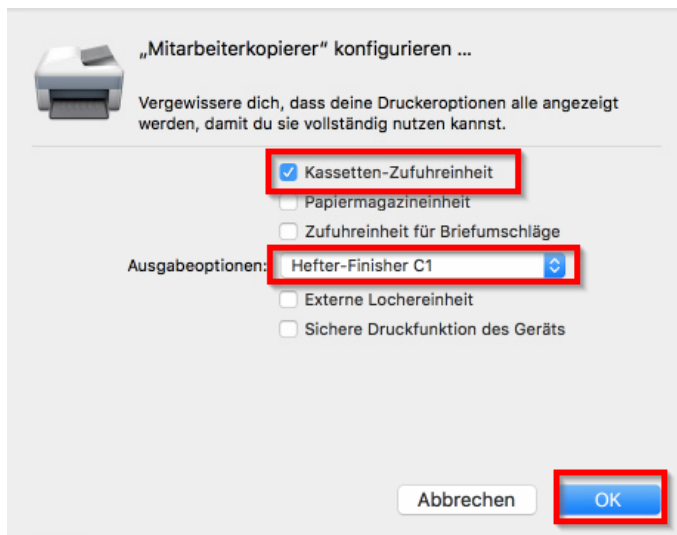 „Mitarbeiterkopierer“ konfigurieren ...
Vergewissere dich, dass deine Druckeroptionen alle angezeigt
werden, damit du sie vollständig nutzen kannst.
Kassetten-Zufuhreinheit
Papiermagazineinheit
Zufuhreinheit für Briefumschläge
Ausgabeoptionen: Hefter-Finisher C1
Externe Lochereinheit
Sichere Druckfunktion des Geräts
Abbrechen OK